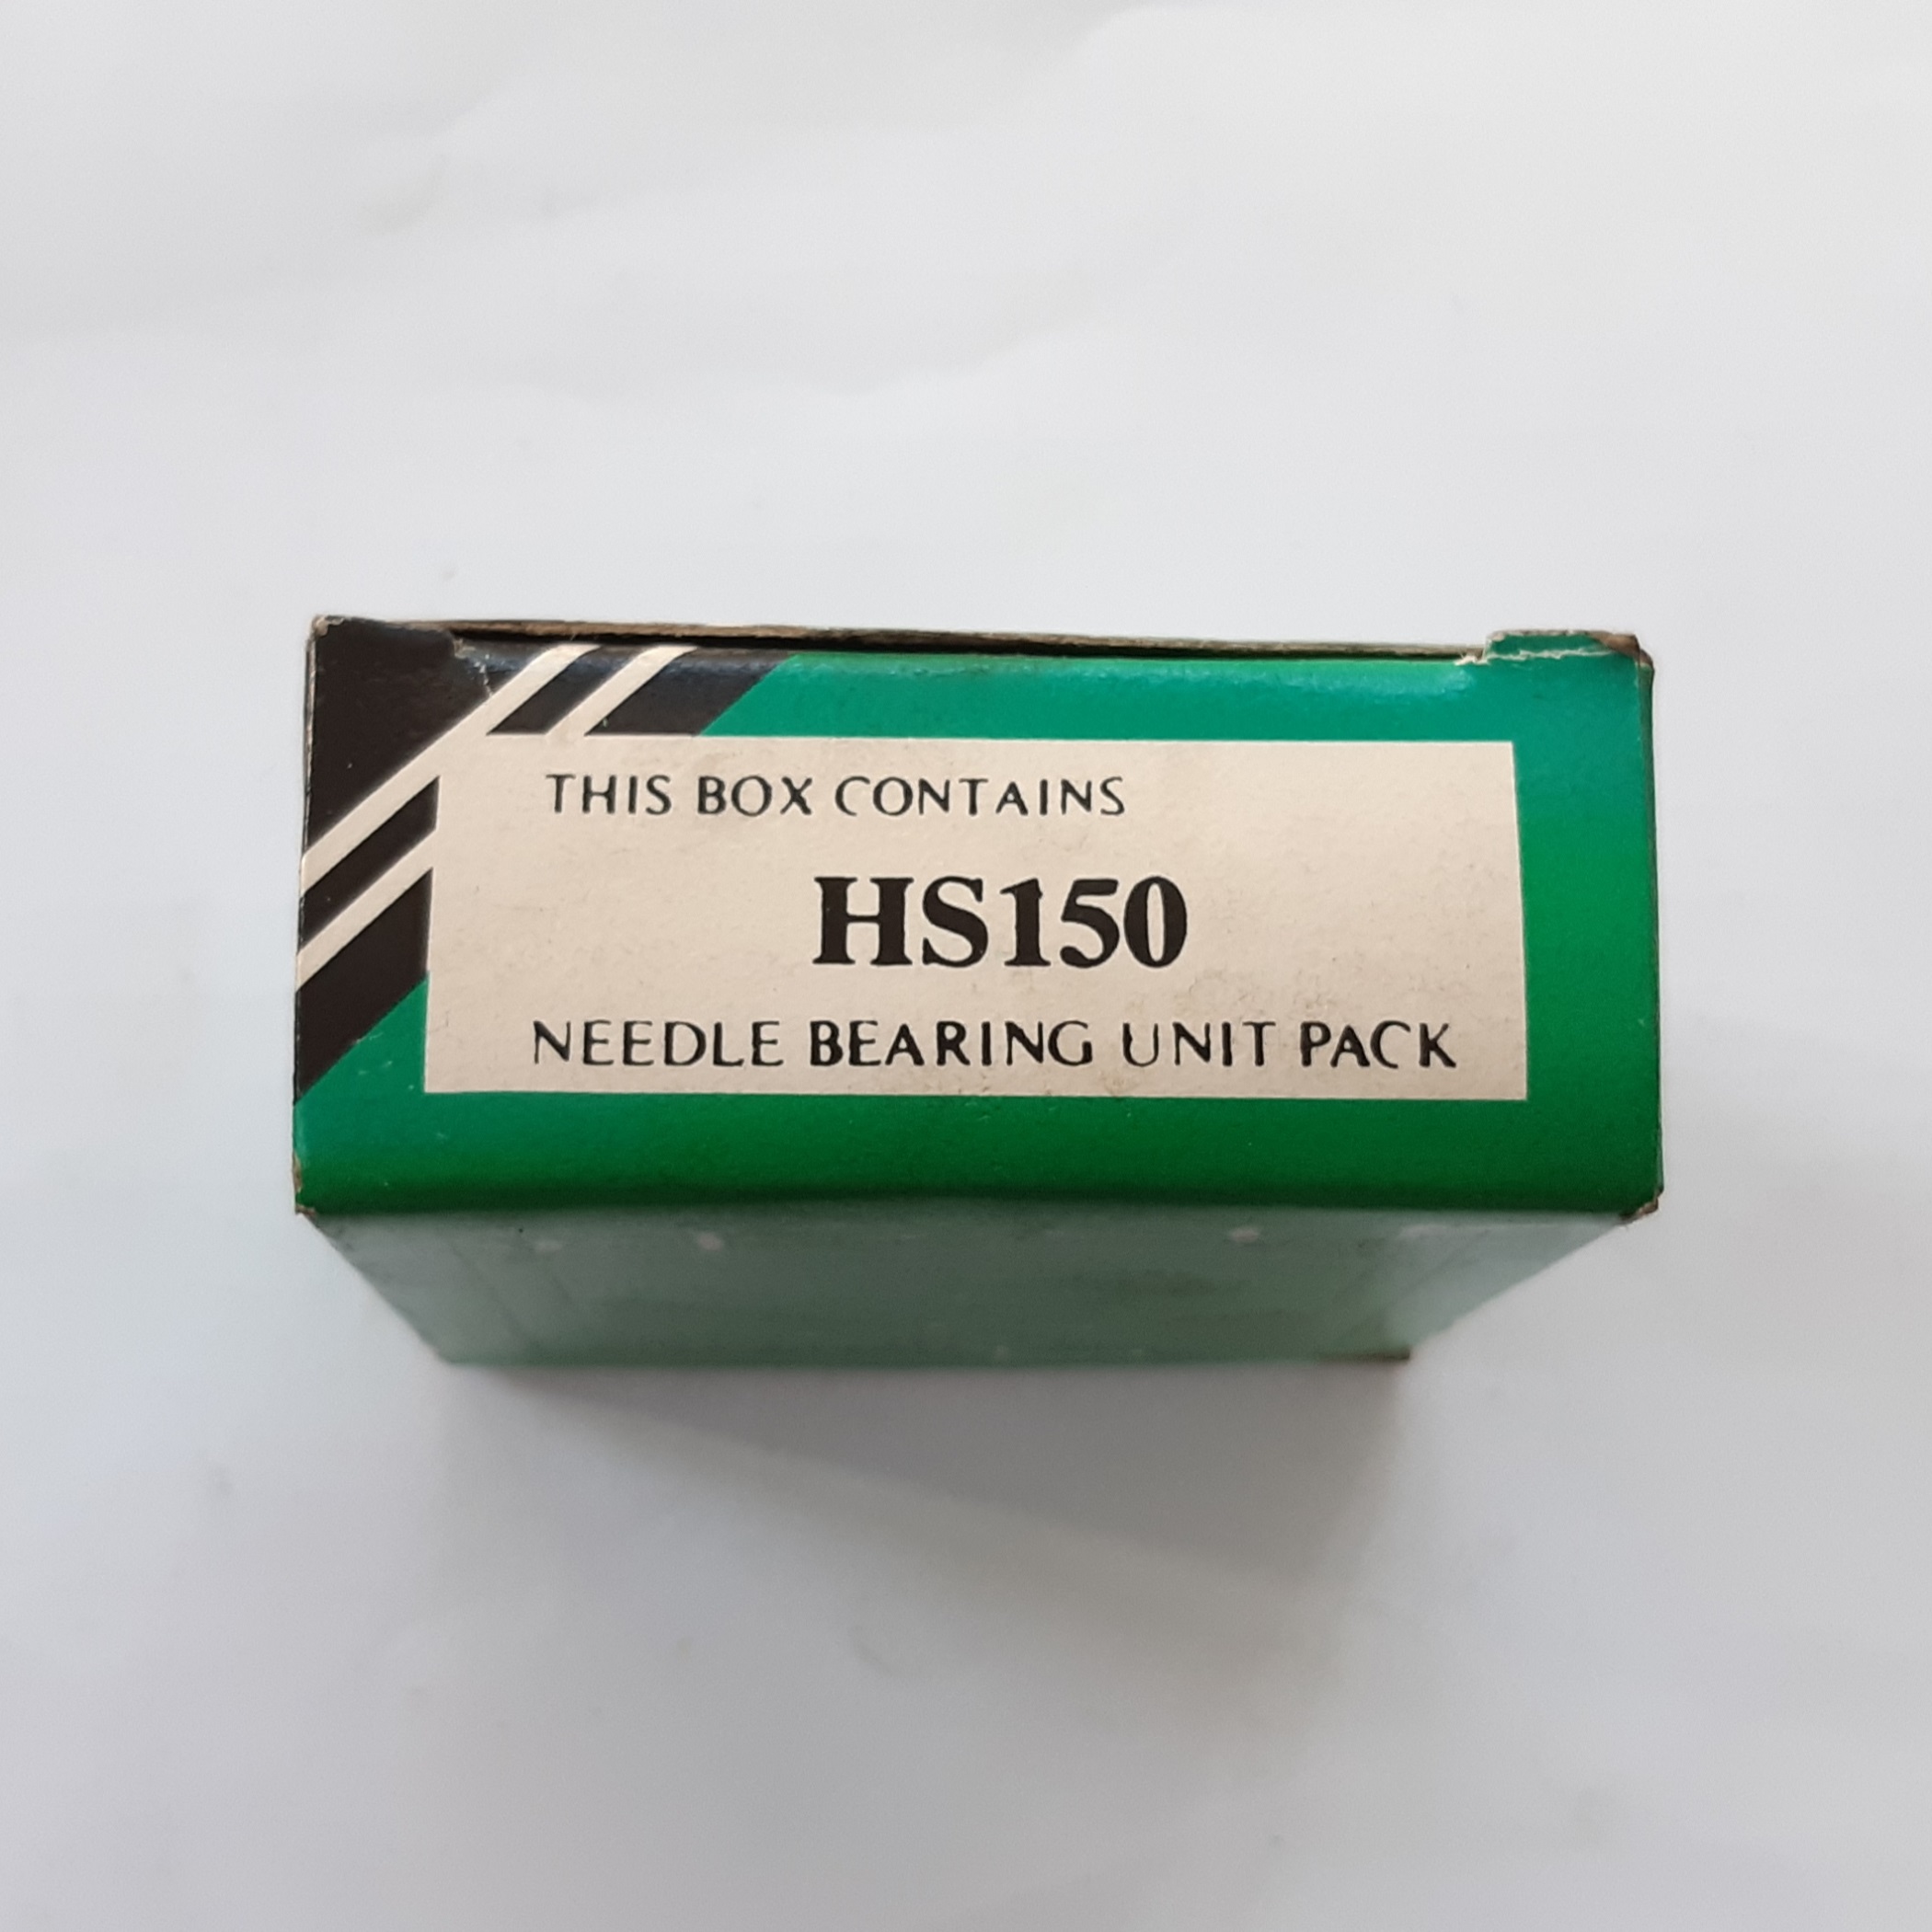 THIS BOX CONTAINS
HS150
NEEDLE BEARING UNIT PACK